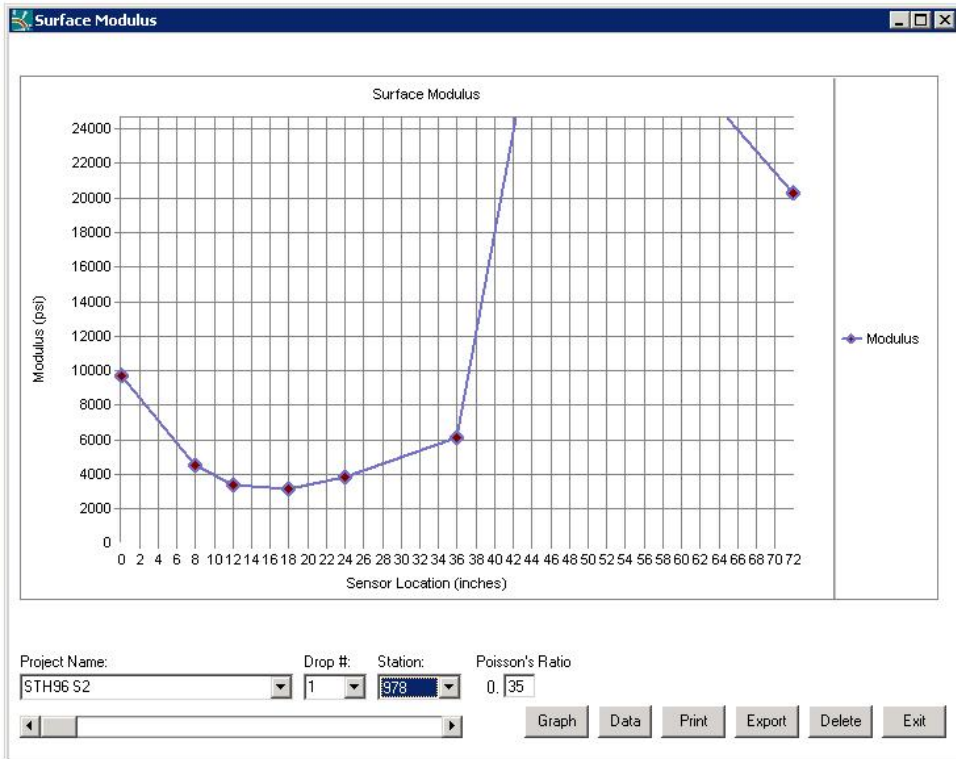 Surface Modulus
Surface Modulus
24000
22000
20000
18000
16000
14000
12000
10000
8000
6000
4000
2000
0
Modulus (psi)
0 2 4 6 8 10 12 14 16 18 20 22 24 26 28 30 32 34 36 38 40 42 44 46 48 50 52 54 56 58 60 62 64 66 68 70 72
Sensor Location (inches)
Modulus
Project Name: Drop #: Station: Poisson's Ratio
STH96 S2 1 978 0. 35
Graph Data Print Export Delete Exit